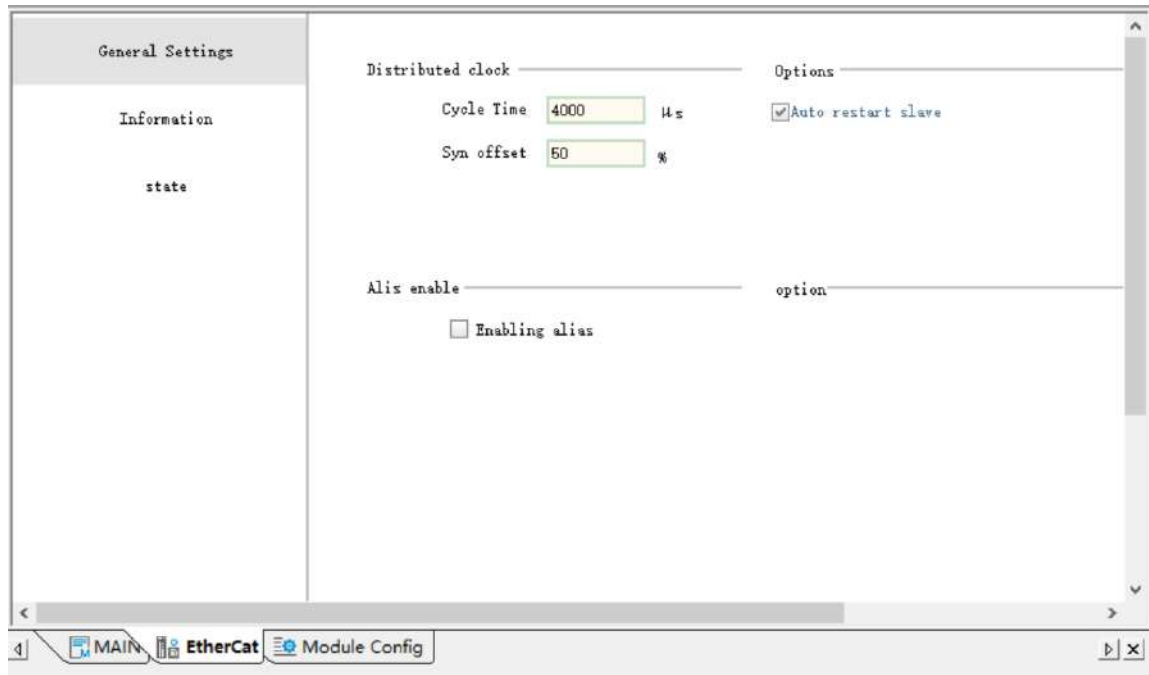 General Settings
Information
state
Distributed clock
Cycle Time 4000 μs
Syn offset 50 %
Options
Auto restart slave
Alis enable
Enabling alias
option
MAIN EtherCat Module Config